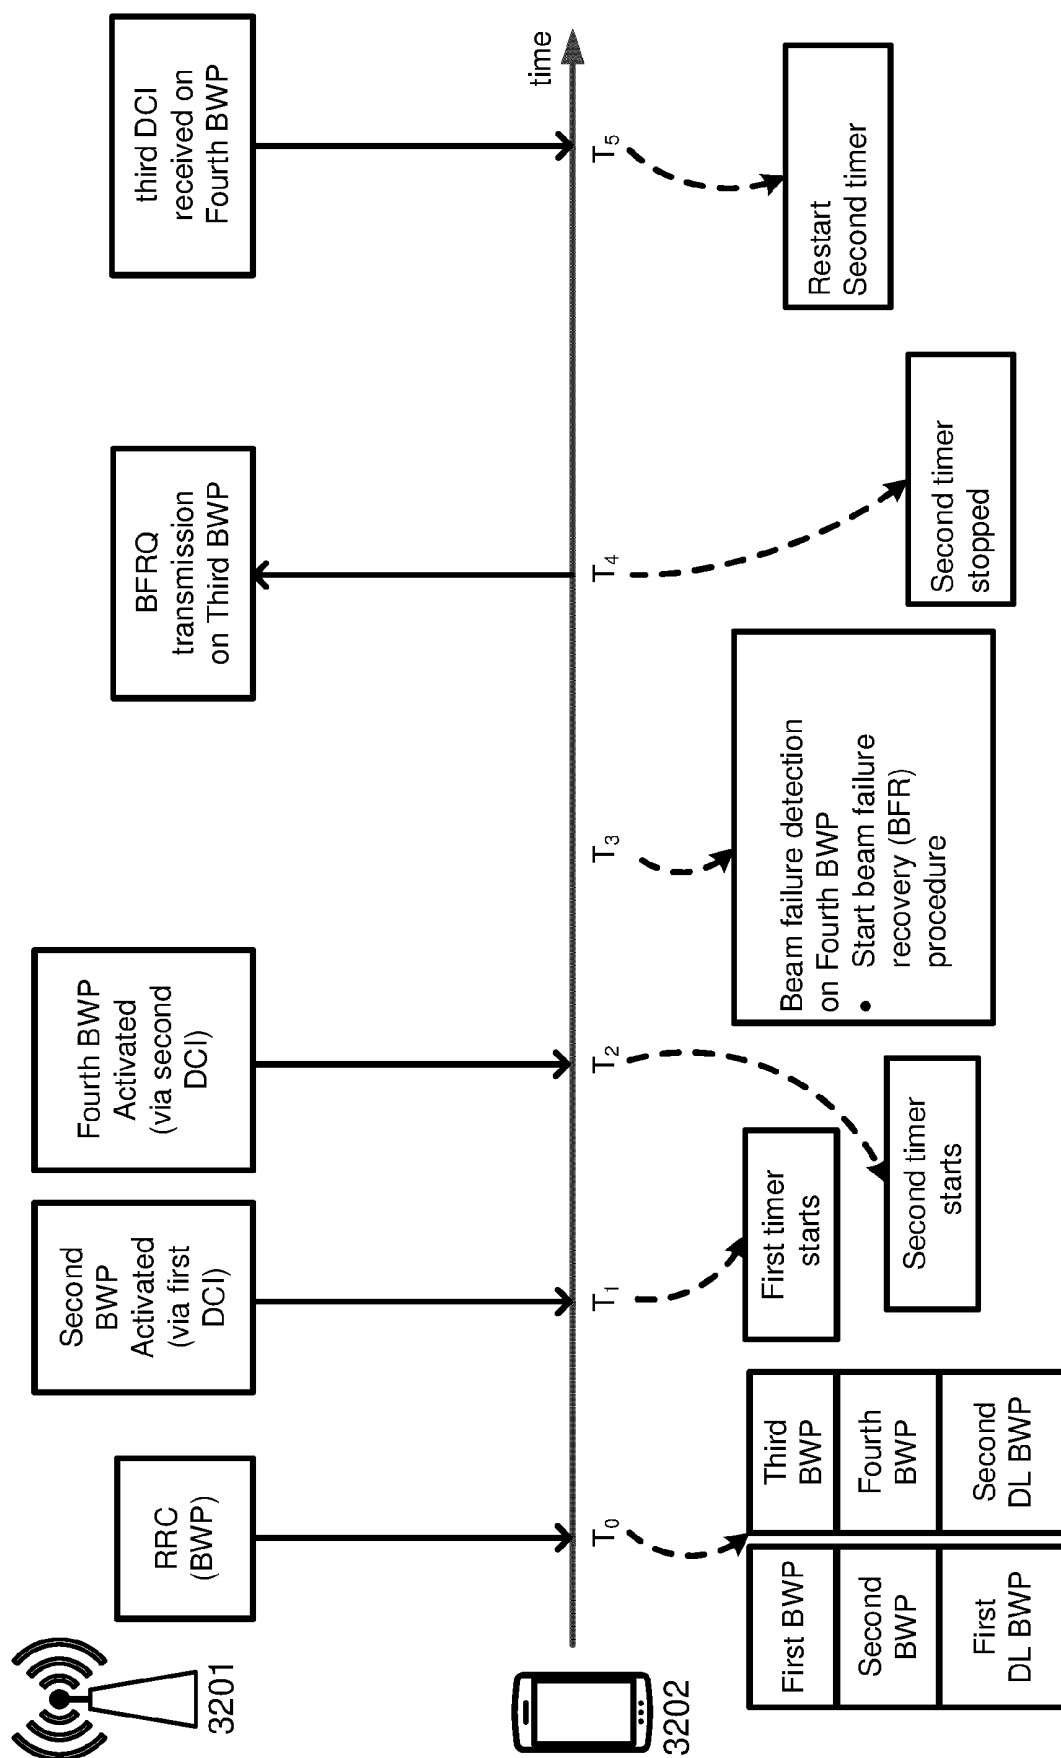 3201
RRC
(BWP)
Second
BWP
Activated
(via first
DCI)
Fourth BWP
Activated
(via second
DCI)
BFRQ
transmission
on Third BWP
third DCI
received on
Fourth BWP
3202
time
T0
T1
T2
T3
T4
T5
First BWP
Second
BWP
First
DL BWP
Third
BWP
Fourth
BWP
Second
DL BWP
First timer
starts
Second timer
starts
Beam failure detection
on Fourth BWP
• Start beam failure
recovery (BFR)
procedure
Second timer
stopped
Restart
Second timer